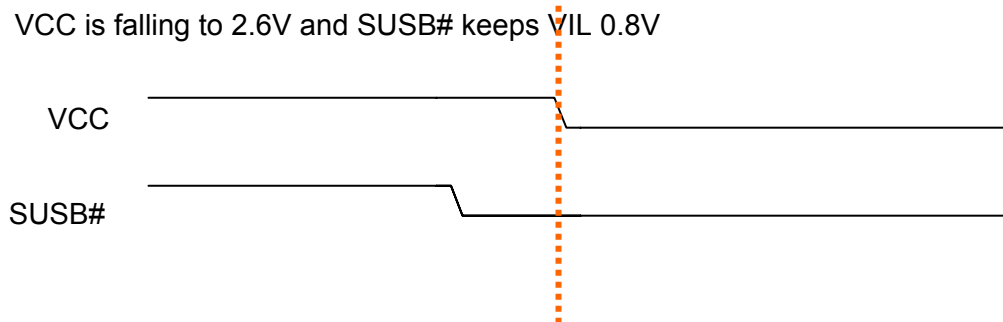 VCC is falling to 2.6V and SUSB# keeps VIL 0.8V
VCC
SUSB#